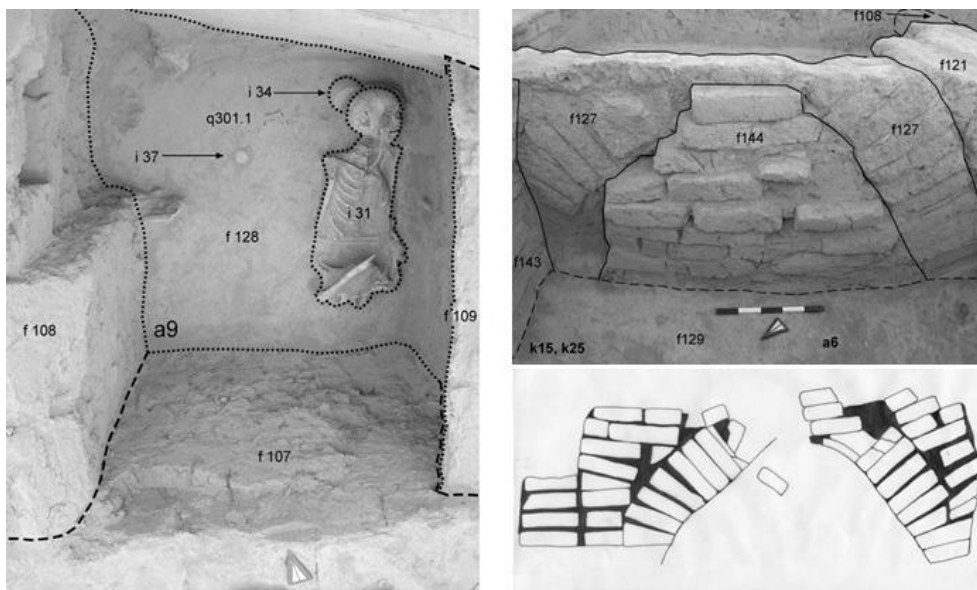 i 34
q301.1
i 37
i 31
f 128
f 108
a9
f 109
f 107
f108
f121
f127
f144
f127
f143
f129
a6
k15, k25